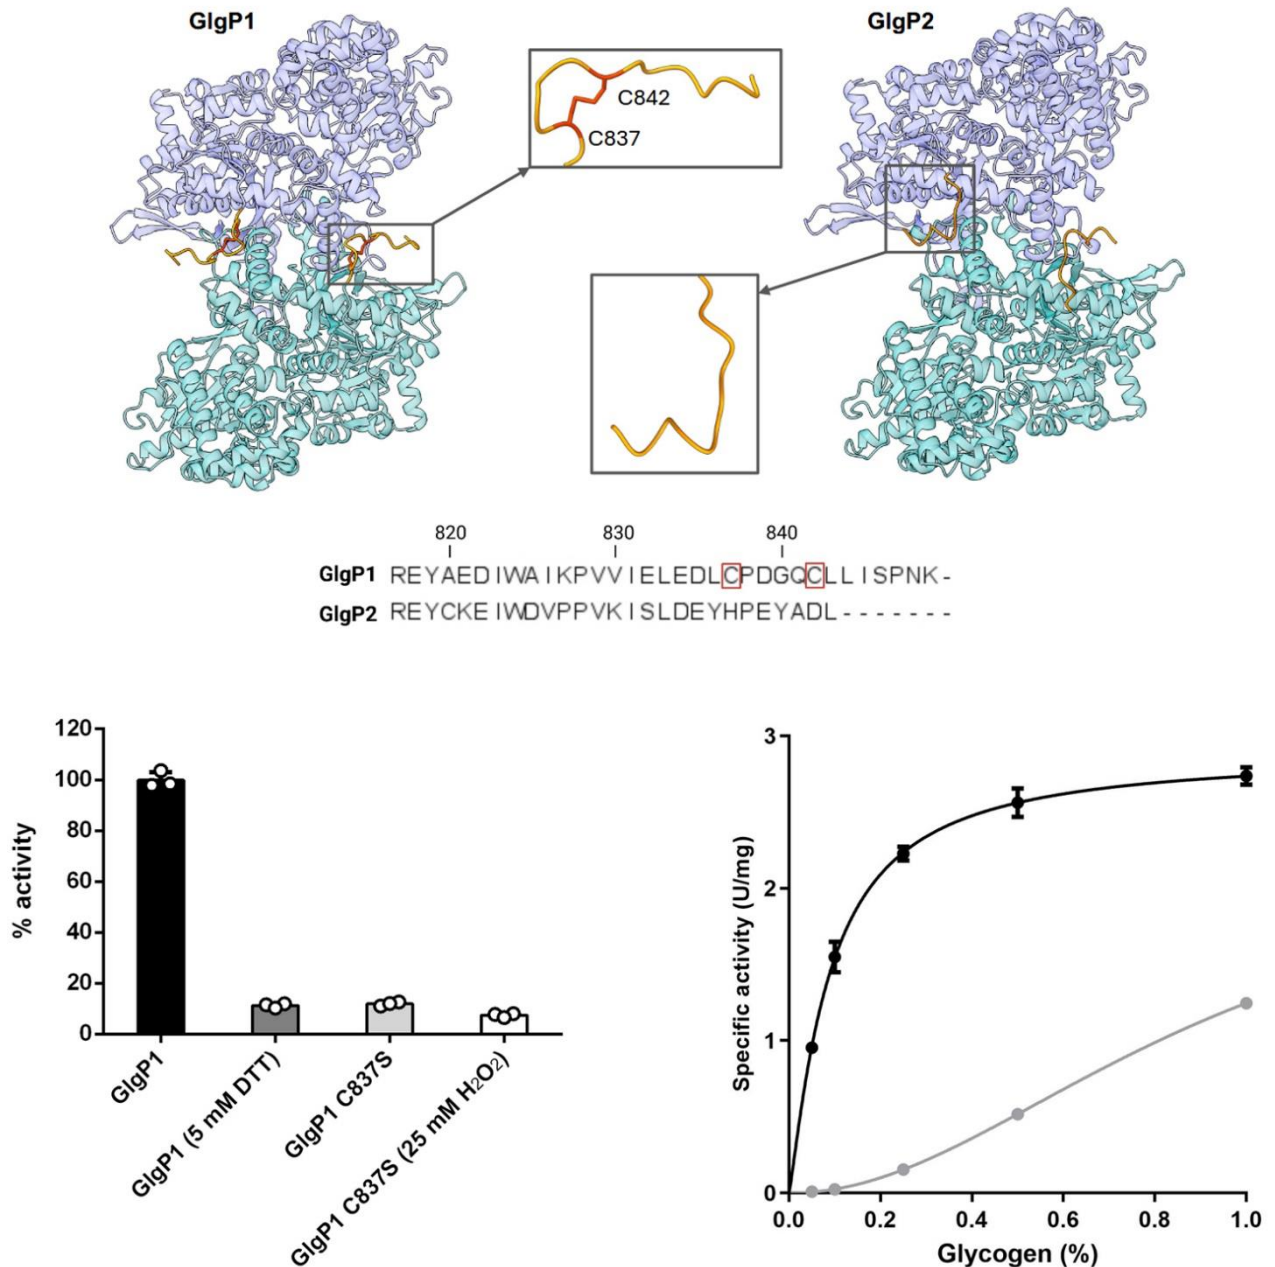 GlgP1
GlgP2
C842
C837
820 830 840
GlgP1 REYAEDIWAIKPVVIELEDLCPDGQCLLISPNK-
GlgP2 REYCKEIWDVPPVKISLDEYHPEYADL-------
% activity
120
100
80
60
40
20
0
GlgP1
GlgP1 (5 mM DTT)
GlgP1 C837S
GlgP1 C837S (25 mM H2O2)
Specific activity (U/mg)
3
2
1
0
0.0 0.2 0.4 0.6 0.8 1.0
Glycogen (%)